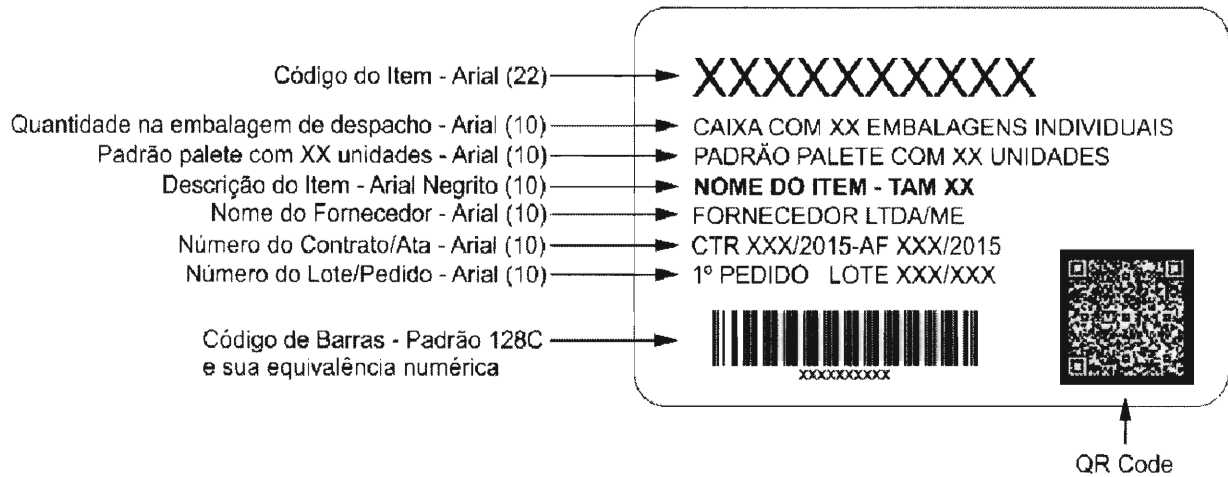 Código do Item - Arial (22)
XXXXXXXXXX
Quantidade na embalagem de despacho - Arial (10)
CAIXA COM XX EMBALAGENS INDIVIDUAIS
Padrão palete com XX unidades - Arial (10)
PADRÃO PALETE COM XX UNIDADES
Descrição do Item - Arial Negrito (10)
NOME DO ITEM - TAM XX
Nome do Fornecedor - Arial (10)
FORNECEDOR LTDA/ME
Número do Contrato/Ata - Arial (10)
CTR XXX/2015-AF XXX/2015
Número do Lote/Pedido - Arial (10)
1º PEDIDO LOTE XXX/XXX
Código de Barras - Padrão 128C
e sua equivalência numérica
XXXXXXXXXX
QR Code